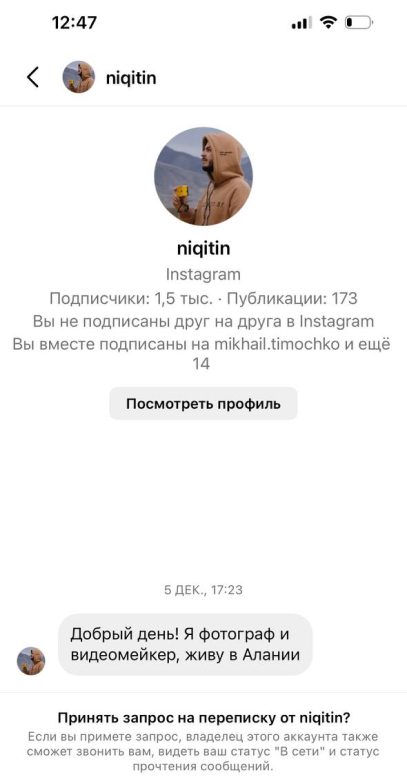 12:47
niqitin
niqitin
Instagram
Подписчики: 1,5 тыс. · Публикации: 173
Вы не подписаны друг на друга в Instagram
Вы вместе подписаны на mikhail.timochko и ещё
14
Посмотреть профиль
5 ДЕК., 17:23
Добрый день! Я фотограф и
видеомейкер, живу в Алании
Принять запрос на переписку от niqitin?
Если вы примете запрос, владелец этого аккаунта также
сможет звонить вам, видеть ваш статус "В сети" и статус
прочтения сообщений.